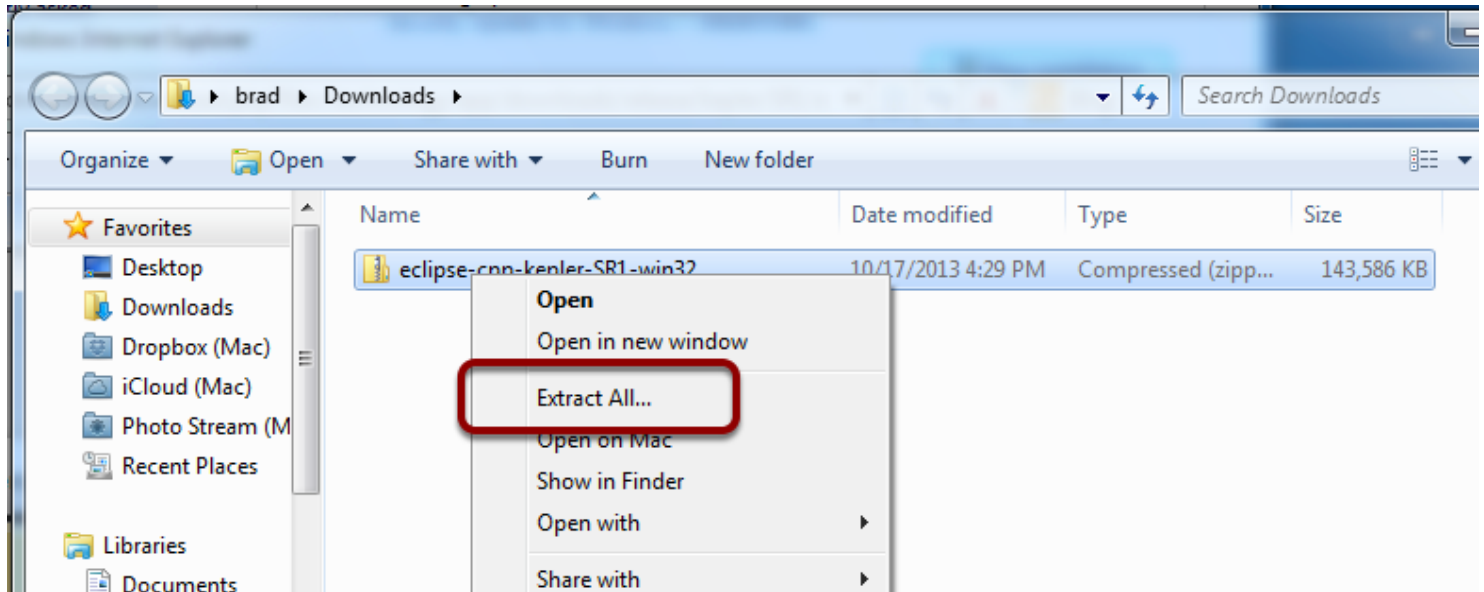 brad Downloads Search Downloads
Organize Open Share with Burn New folder
Name Date modified Type Size
Favorites
Desktop
Downloads
Dropbox (Mac)
iCloud (Mac)
Photo Stream (M
Recent Places
Libraries
Documents
eclipse-cpp-kepler-SR1-win32 10/17/2013 4:29 PM Compressed (zipp... 143,586 KB
Open
Open in new window
Extract All...
Open on Mac
Show in Finder
Open with
Share with